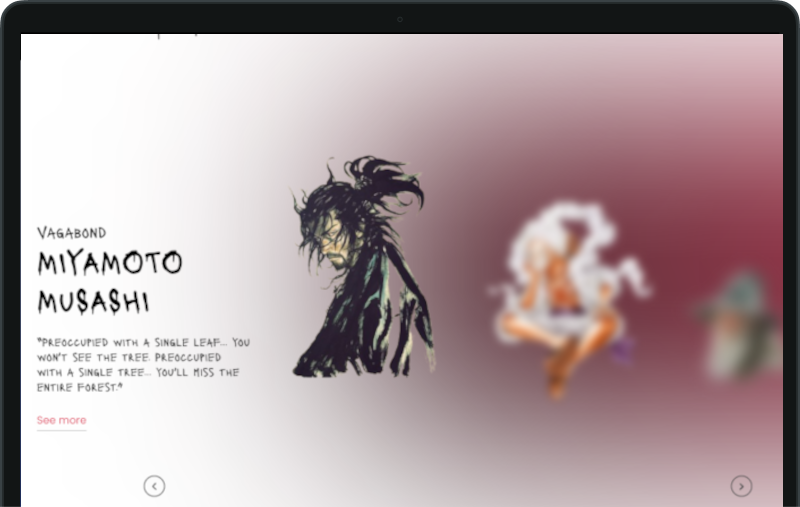 VAGABOND
MIYAMOTO
MUSASHI
"PREOCCUPIED WITH A SINGLE LEAF... YOU
WON'T SEE THE TREE. PREOCCUPIED
WITH A SINGLE TREE... YOU'LL MISS THE
ENTIRE FOREST."
See more